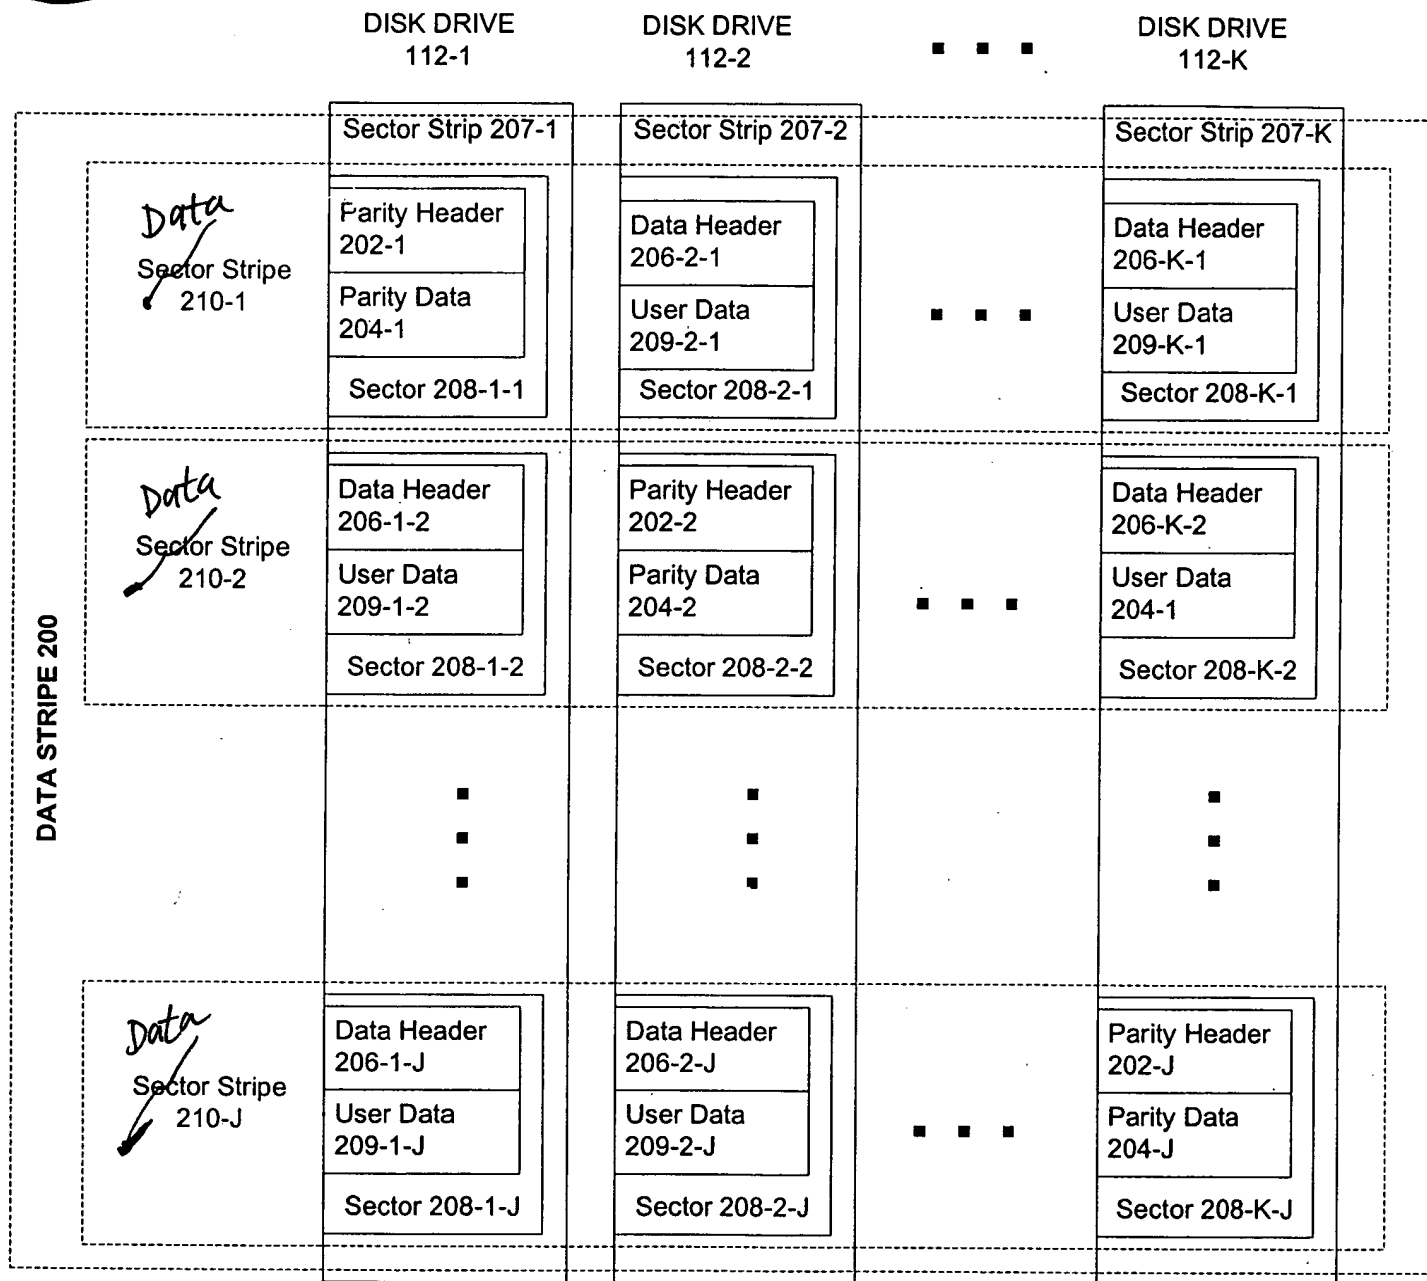 DISK DRIVE
112-1
DISK DRIVE
112-2
DISK DRIVE
112-K
DATA STRIPE 200
Sector Strip 207-1
Sector Strip 207-2
Sector Strip 207-K
Data
Sector Stripe
210-1
Parity Header
202-1
Parity Data
204-1
Sector 208-1-1
Data Header
206-2-1
User Data
209-2-1
Sector 208-2-1
Data Header
206-K-1
User Data
209-K-1
Sector 208-K-1
Data
Sector Stripe
210-2
Data Header
206-1-2
User Data
209-1-2
Sector 208-1-2
Parity Header
202-2
Parity Data
204-2
Sector 208-2-2
Data Header
206-K-2
User Data
204-1
Sector 208-K-2
Data
Sector Stripe
210-J
Data Header
206-1-J
User Data
209-1-J
Sector 208-1-J
Data Header
206-2-J
User Data
209-2-J
Sector 208-2-J
Parity Header
202-J
Parity Data
204-J
Sector 208-K-J